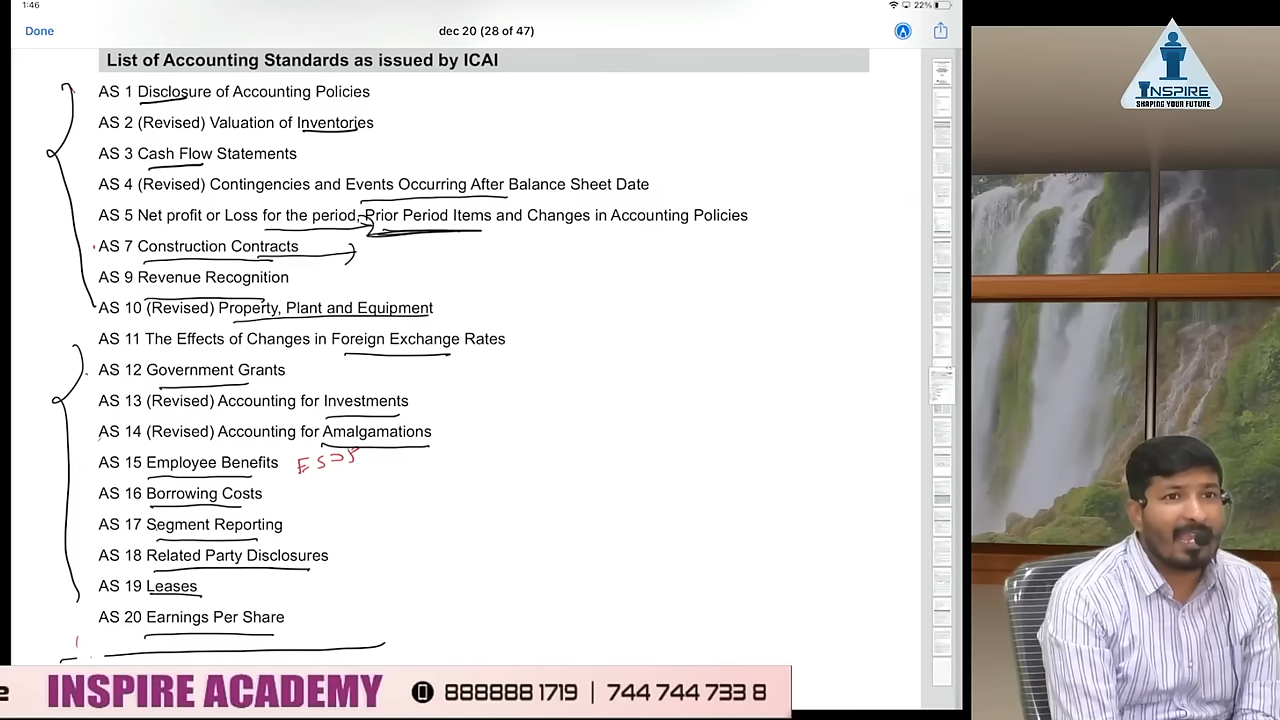 1:46
22%
Done
dec 20 (28 of 47)
List of Accounting Standards as issued by ICAI
AS 1 Disclosure of Accounting Policies
AS 2 (Revised) Valuation of Inventories
AS 3 Cash Flow Statements
AS 4 (Revised) Contingencies and Events Occurring After Balance Sheet Date
AS 5 Net profit or Loss for the period, Prior Period Items and Changes in Accounting Policies
AS 7 Construction Contracts
AS 9 Revenue Recognition
AS 10 (Revised) Property, Plant and Equipment
AS 11 The Effects of Changes in Foreign Exchange Rates
AS 12 Government Grants
AS 13 (Revised) Accounting for Investments
AS 14 (Revised) Accounting for Amalgamations
AS 15 Employee Benefits
AS 16 Borrowing Costs
AS 17 Segment Reporting
AS 18 Related Party Disclosures
AS 19 Leases
AS 20 Earnings Per Share
INSPIRE
SHAPING YOUR FUTURE
INSPIRE ACADEMY 888888 1719 | 744 744 733 8